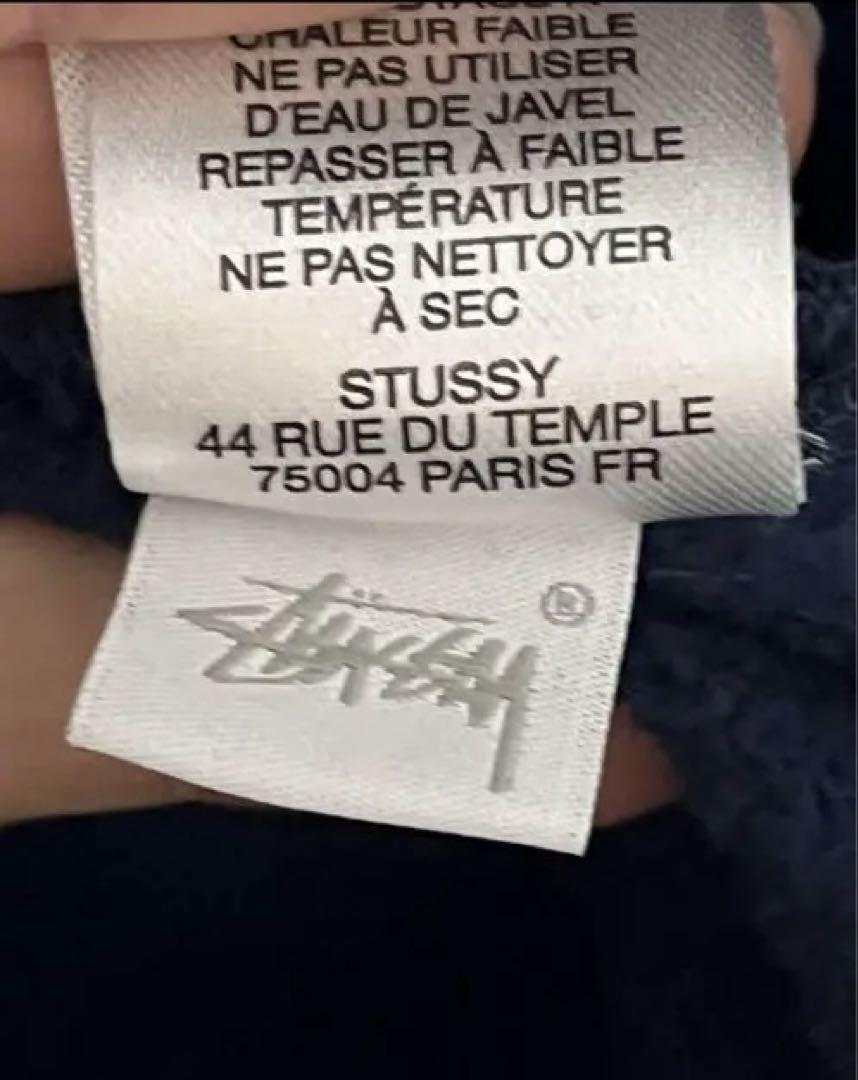 CHALEUR FAIBLE
NE PAS UTILISER
D'EAU DE JAVEL
REPASSER À FAIBLE
TEMPÉRATURE
NE PAS NETTOYER
À SEC
STUSSY
44 RUE DU TEMPLE
75004 PARIS FR
Stüssy ®